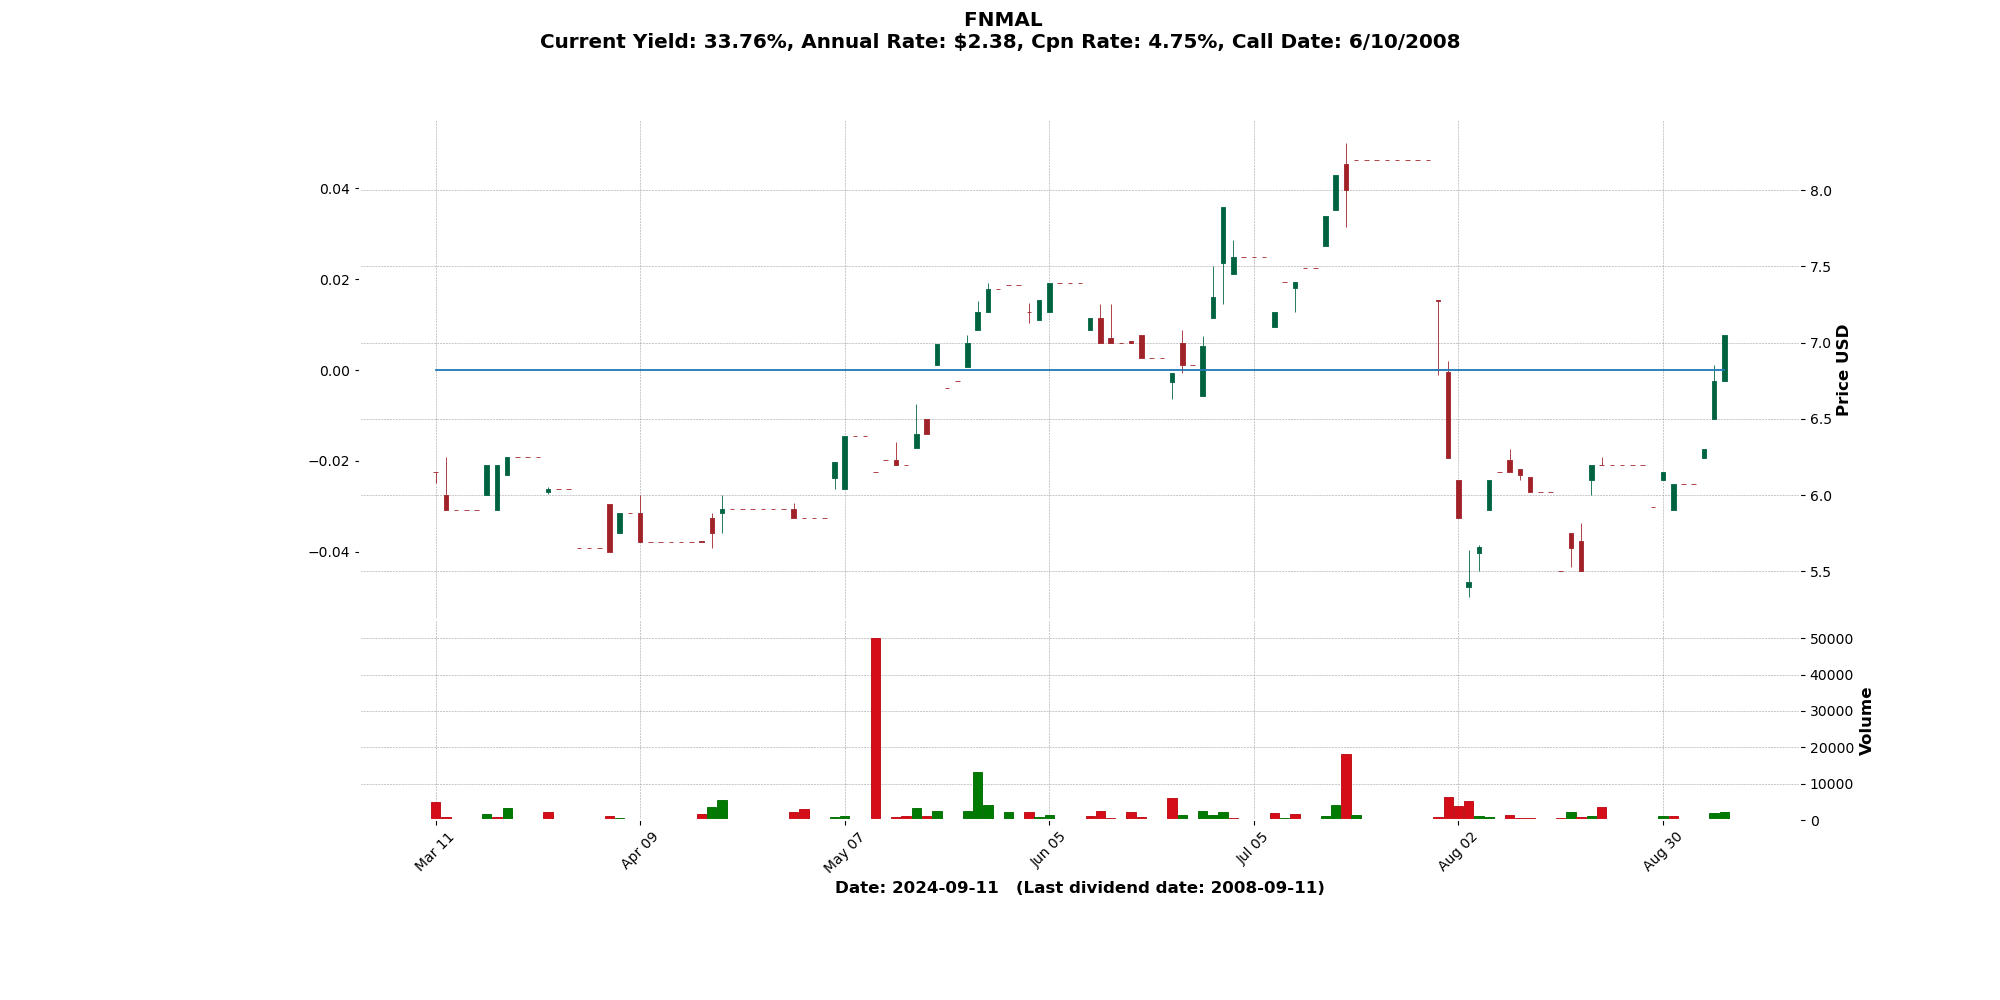 FNMAL
Current Yield: 33.76%, Annual Rate: $2.38, Cpn Rate: 4.75%, Call Date: 6/10/2008
0.04
0.02
0.00
−0.02
−0.04
8.0
7.5
7.0
6.5
6.0
5.5
Price USD
50000
40000
30000
20000
10000
0
Volume
Mar 11
Apr 09
May 07
Jun 05
Jul 05
Aug 02
Aug 30
Date: 2024-09-11 (Last dividend date: 2008-09-11)